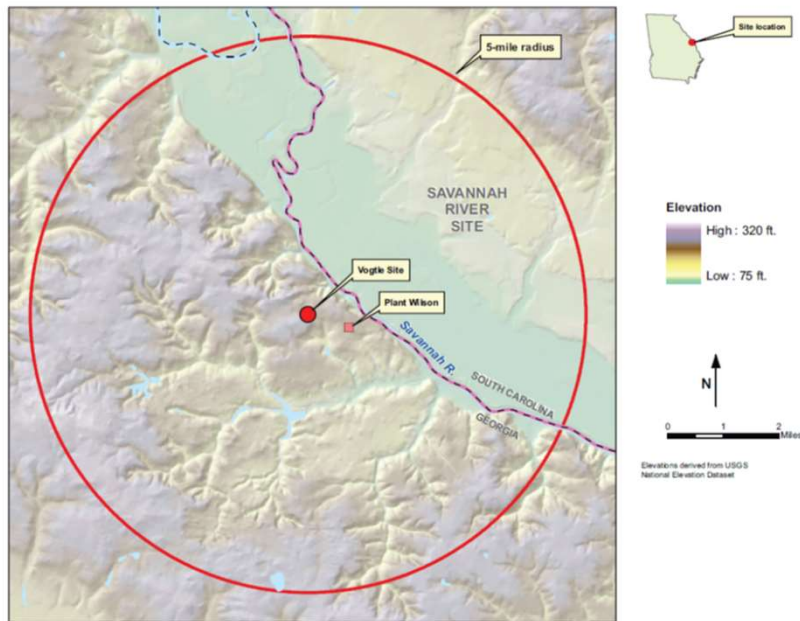 5-mile radius
Site location
SAVANNAH
RIVER
SITE
Elevation
High : 320 ft.
Low : 75 ft.
Vogtle Site
Plant Wilson
Savannah R.
SOUTH CAROLINA
GEORGIA
N
0 1 2
Miles
Elevations derived from USGS
National Elevation Dataset